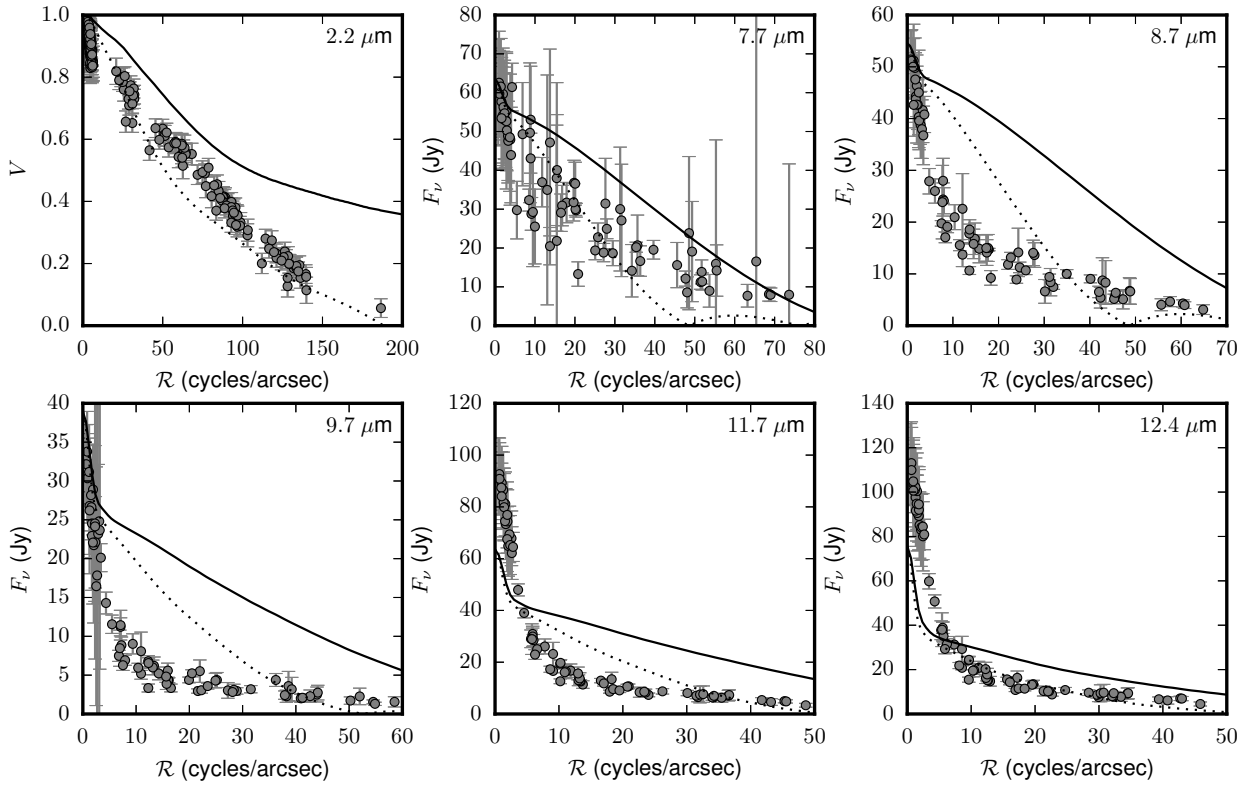 1.0
0.8
0.6
0.4
0.2
0.0
V
2.2 μm
0 50 100 150 200
ℛ (cycles/arcsec)
80
70
60
50
40
30
20
10
0
F_ν (Jy)
7.7 μm
0 10 20 30 40 50 60 70 80
ℛ (cycles/arcsec)
60
50
40
30
20
10
0
F_ν (Jy)
8.7 μm
0 10 20 30 40 50 60 70
ℛ (cycles/arcsec)
40
35
30
25
20
15
10
5
0
F_ν (Jy)
9.7 μm
0 10 20 30 40 50 60
ℛ (cycles/arcsec)
120
100
80
60
40
20
0
F_ν (Jy)
11.7 μm
0 10 20 30 40 50
ℛ (cycles/arcsec)
140
120
100
80
60
40
20
0
F_ν (Jy)
12.4 μm
0 10 20 30 40 50
ℛ (cycles/arcsec)